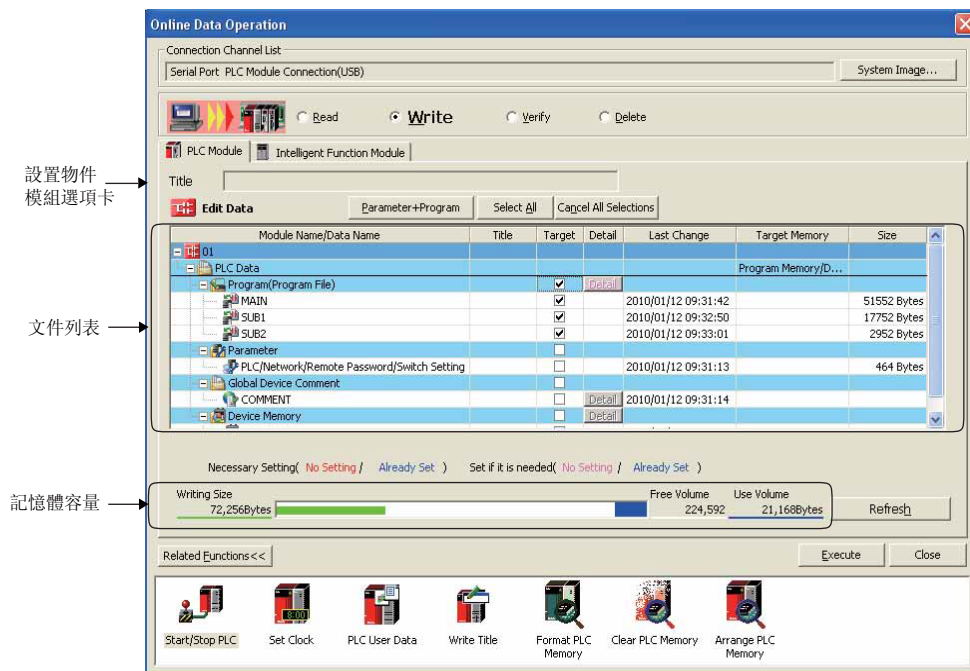 Online Data Operation
Connection Channel List
Serial Port PLC Module Connection(USB)
System Image...
Read
Write
Verify
Delete
PLC Module
Intelligent Function Module
設置物件
模組選項卡
Title
Edit Data
Parameter+Program
Select All
Cancel All Selections
Module Name/Data Name Title Target Detail Last Change Target Memory Size
01
PLC Data Program Memory/D...
Program(Program File) Detail
MAIN 2010/01/12 09:31:42 51552 Bytes
SUB1 2010/01/12 09:32:50 17752 Bytes
SUB2 2010/01/12 09:33:01 2952 Bytes
文件列表
Parameter
PLC/Network/Remote Password/Switch Setting 2010/01/12 09:31:13 464 Bytes
Global Device Comment
COMMENT Detail 2010/01/12 09:31:14
Device Memory Detail
Necessary Setting( No Setting / Already Set ) Set if it is needed( No Setting / Already Set )
記憶體容量
Writing Size Free Volume Use Volume
72,256Bytes 224,592 21,168Bytes
Refresh
Related Functions<<
Execute
Close
8:00
Start/Stop PLC
Set Clock
PLC User Data
Write Title
Format PLC
Memory
Clear PLC Memory
Arrange PLC
Memory